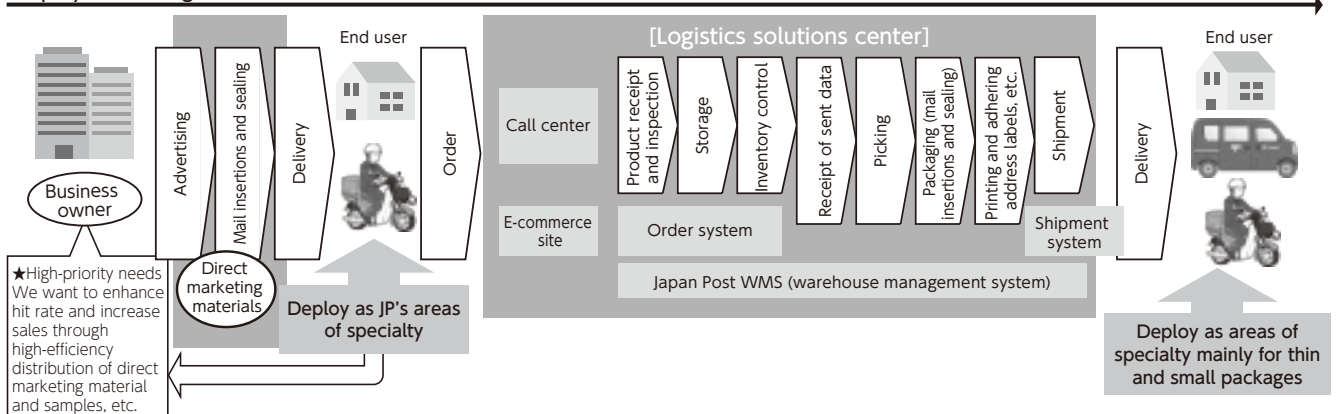 End user
[Logistics solutions center]
End user
Advertising
Mail insertions and sealing
Delivery
Order
Call center
E-commerce
site
Product receipt
and inspection
Storage
Inventory control
Receipt of sent data
Picking
Packaging (mail
insertions and sealing)
Printing and adhering
address labels, etc.
Shipment
Order system
Shipment
system
Japan Post WMS (warehouse management system)
Delivery
Business
owner
★High-priority needs
We want to enhance
hit rate and increase
sales through
high-efficiency
distribution of direct
marketing material
and samples, etc.
Direct
marketing
materials
Deploy as JP’s areas
of specialty
Deploy as areas of
specialty mainly for thin
and small packages